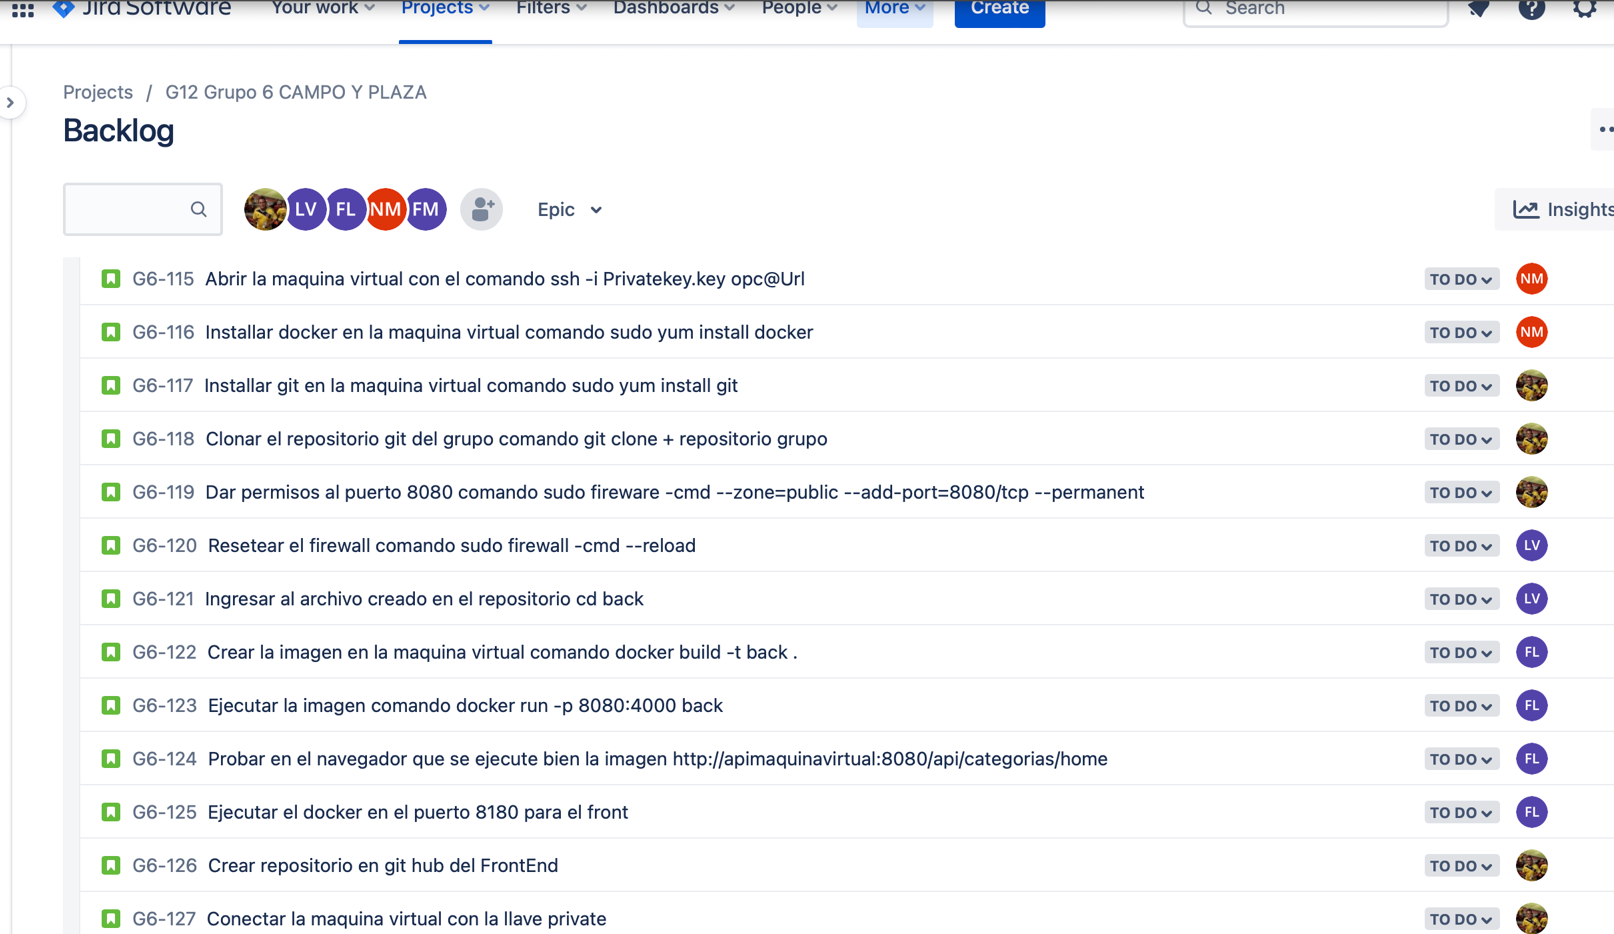 Jira Software Your work Projects Filters Dashboards People More Create Search
Projects / G12 Grupo 6 CAMPO Y PLAZA
Backlog
LV FL NM FM Epic Insights
G6-115 Abrir la maquina virtual con el comando ssh -i Privatekey.key opc@Url TO DO NM
G6-116 Installar docker en la maquina virtual comando sudo yum install docker TO DO NM
G6-117 Installar git en la maquina virtual comando sudo yum install git TO DO
G6-118 Clonar el repositorio git del grupo comando git clone + repositorio grupo TO DO
G6-119 Dar permisos al puerto 8080 comando sudo fireware -cmd --zone=public --add-port=8080/tcp --permanent TO DO
G6-120 Resetear el firewall comando sudo firewall -cmd --reload TO DO LV
G6-121 Ingresar al archivo creado en el repositorio cd back TO DO LV
G6-122 Crear la imagen en la maquina virtual comando docker build -t back . TO DO FL
G6-123 Ejecutar la imagen comando docker run -p 8080:4000 back TO DO FL
G6-124 Probar en el navegador que se ejecute bien la imagen http://apimaquinavirtual:8080/api/categorias/home TO DO FL
G6-125 Ejecutar el docker en el puerto 8180 para el front TO DO FL
G6-126 Crear repositorio en git hub del FrontEnd TO DO
G6-127 Conectar la maquina virtual con la llave private TO DO